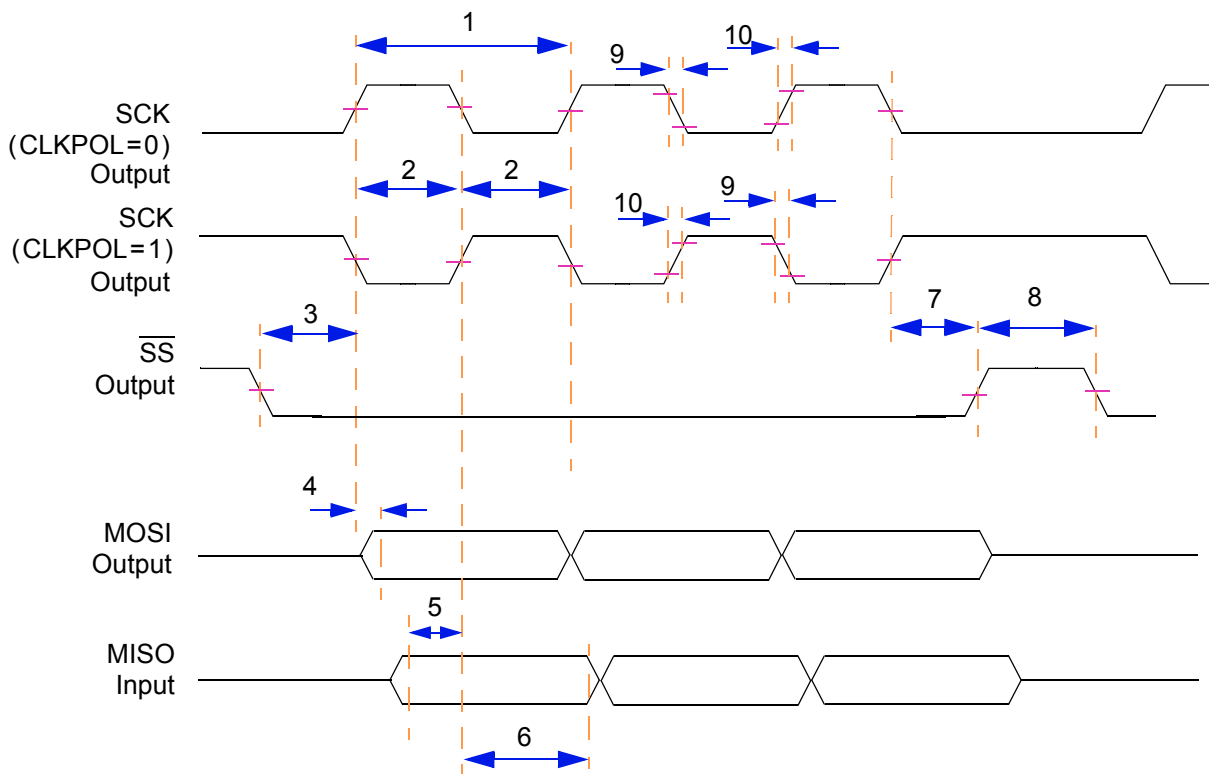 1
9
10
SCK
(CLKPOL=0)
Output
2
2
SCK
(CLKPOL=1)
Output
10
9
3
7
8
SS
Output
4
MOSI
Output
5
MISO
Input
6